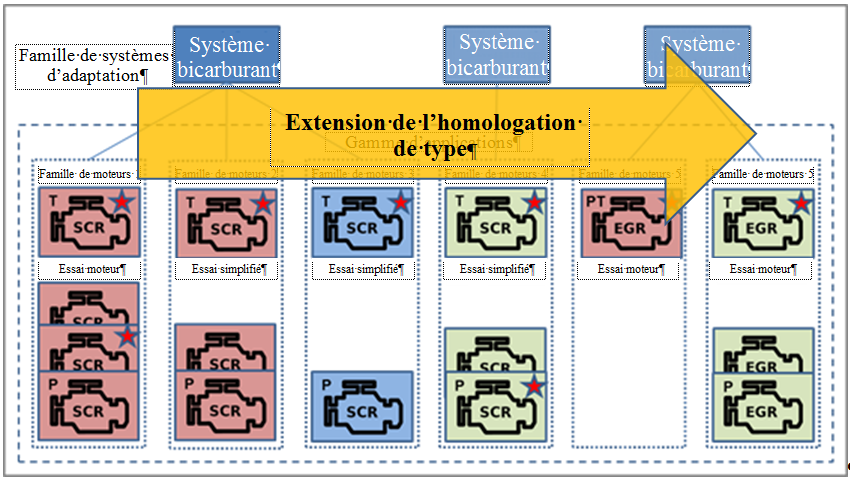 Système·
bicarburant¶
Système·
bicarburant¶
Système·
bicarburant¶
Famille·de·systèmes·
d’adaptation¶
Extension·de·l’homologation·
de·type¶
Gamme d’applications¶
Famille·de·moteurs·
Famille·de·moteurs·2
Famille·de·moteurs·3
Famille·de·moteurs·4
Famille·de·moteurs·5
Famille·de·moteurs·5
T
SCR
T
SCR
T
SCR
T
SCR
PT
EGR
T
EGR
Essai·moteur¶
Essai·simplifié¶
Essai·simplifié¶
Essai·simplifié¶
Essai·moteur¶
Essai·moteur¶
SCR
SCR
P
SCR
SCR
P
SCR
P
SCR
SCR
P
SCR
EGR
P
EGR